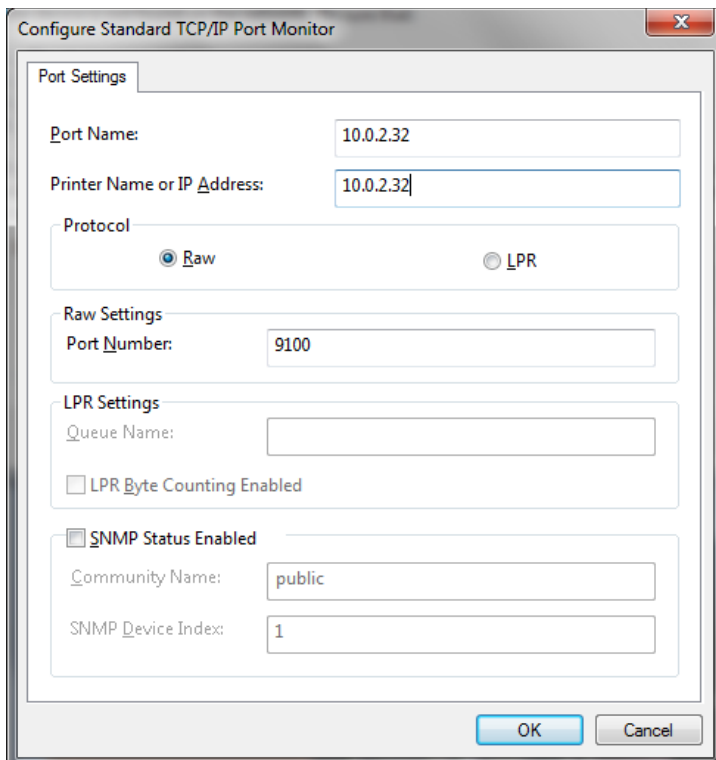 Configure Standard TCP/IP Port Monitor
Port Settings
Port Name: 10.0.2.32
Printer Name or IP Address: 10.0.2.32
Protocol
Raw LPR
Raw Settings
Port Number: 9100
LPR Settings
Queue Name:
LPR Byte Counting Enabled
SNMP Status Enabled
Community Name: public
SNMP Device Index: 1
OK Cancel